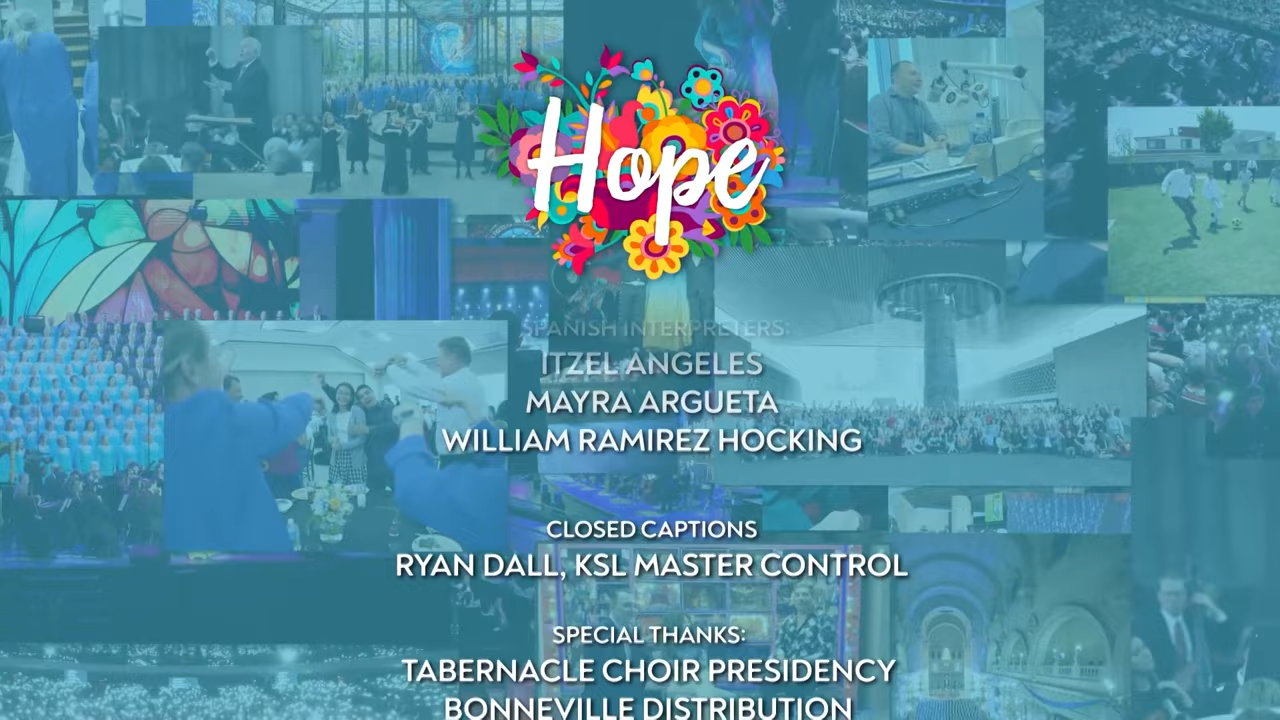 Hope
SPANISH INTERPRETERS:
ITZEL ANGELES
MAYRA ARGUETA
WILLIAM RAMIREZ HOCKING
CLOSED CAPTIONS
RYAN DALL, KSL MASTER CONTROL
SPECIAL THANKS:
TABERNACLE CHOIR PRESIDENCY
BONNEVILLE DISTRIBUTION